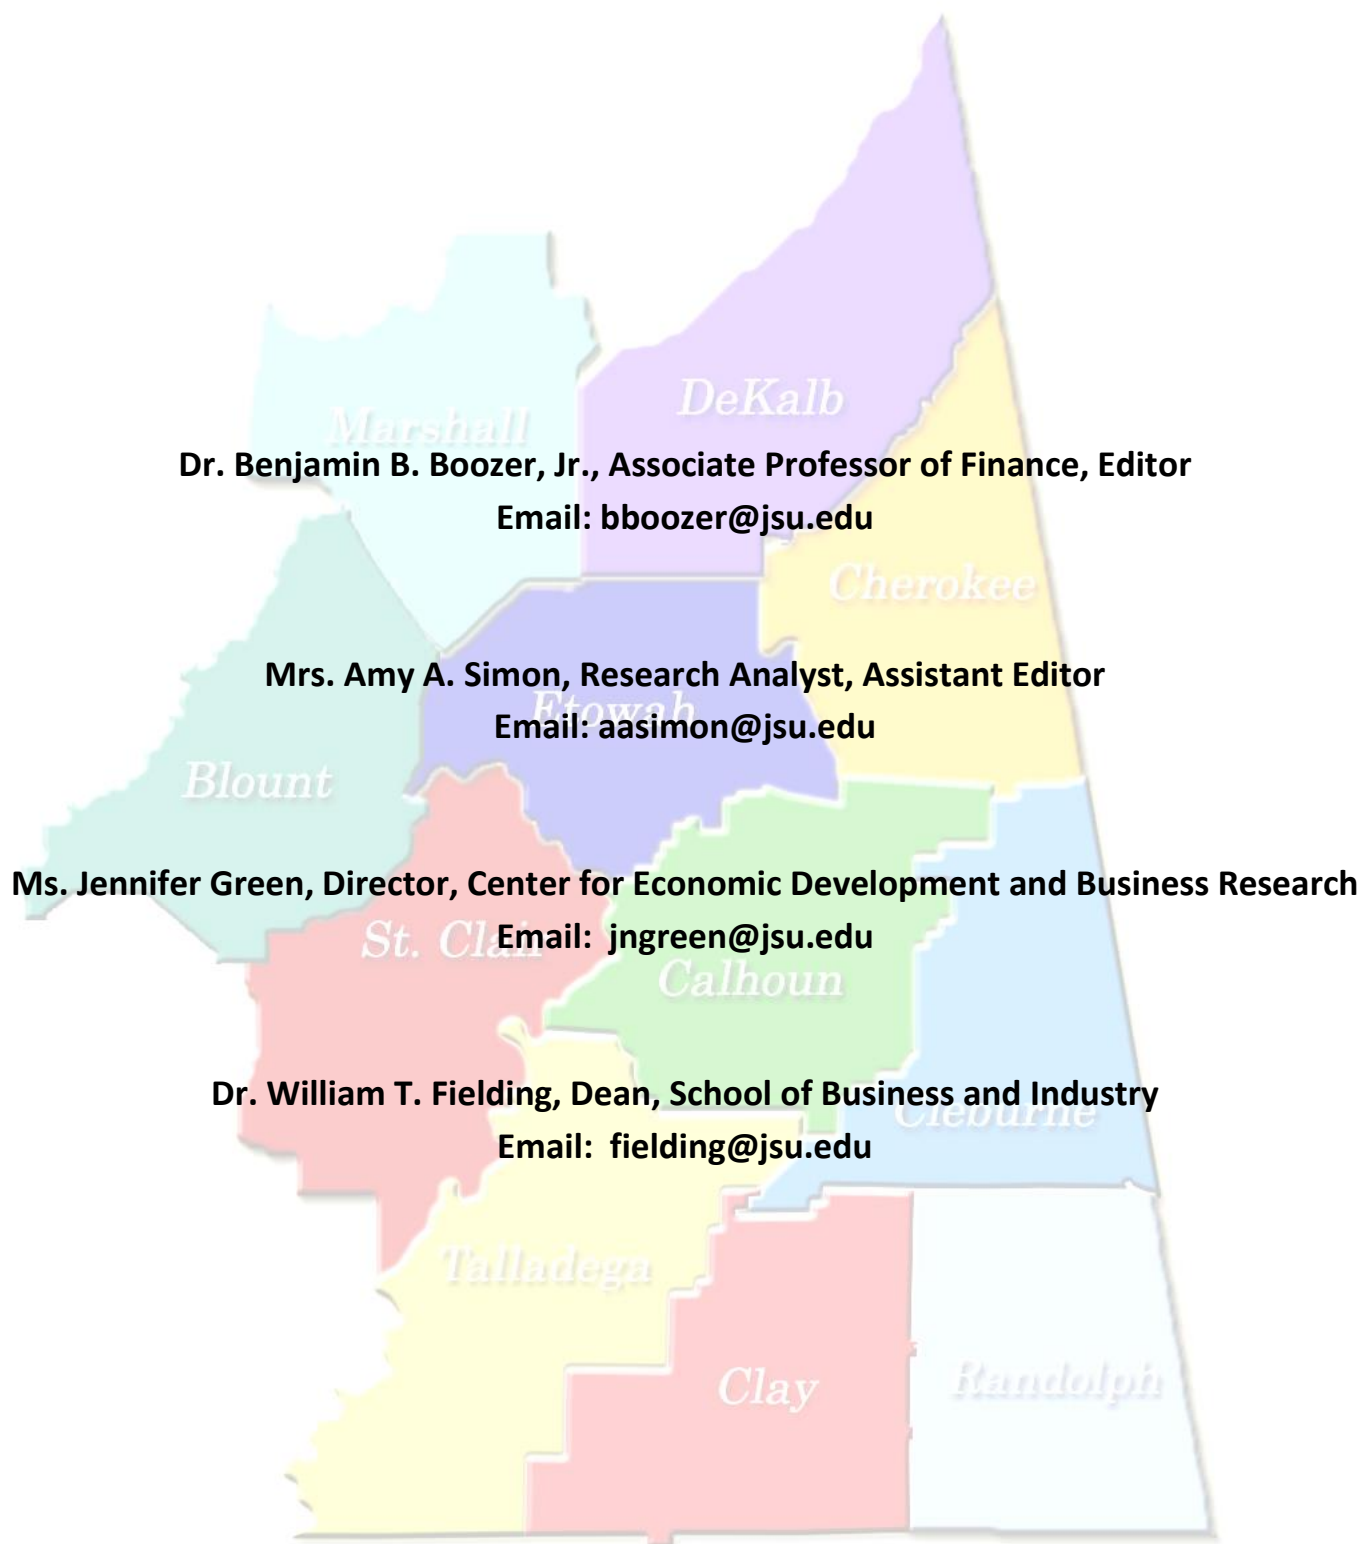 DeKalb
Marshall
Dr. Benjamin B. Boozer, Jr., Associate Professor of Finance, Editor
Email: bboozer@jsu.edu
Cherokee
Mrs. Amy A. Simon, Research Analyst, Assistant Editor
Etowah
Email: aasimon@jsu.edu
Blount
Ms. Jennifer Green, Director, Center for Economic Development and Business Research
St. Clair
Email: jngreen@jsu.edu
Calhoun
Dr. William T. Fielding, Dean, School of Business and Industry
Cleburne
Email: fielding@jsu.edu
Talladega
Clay
Randolph